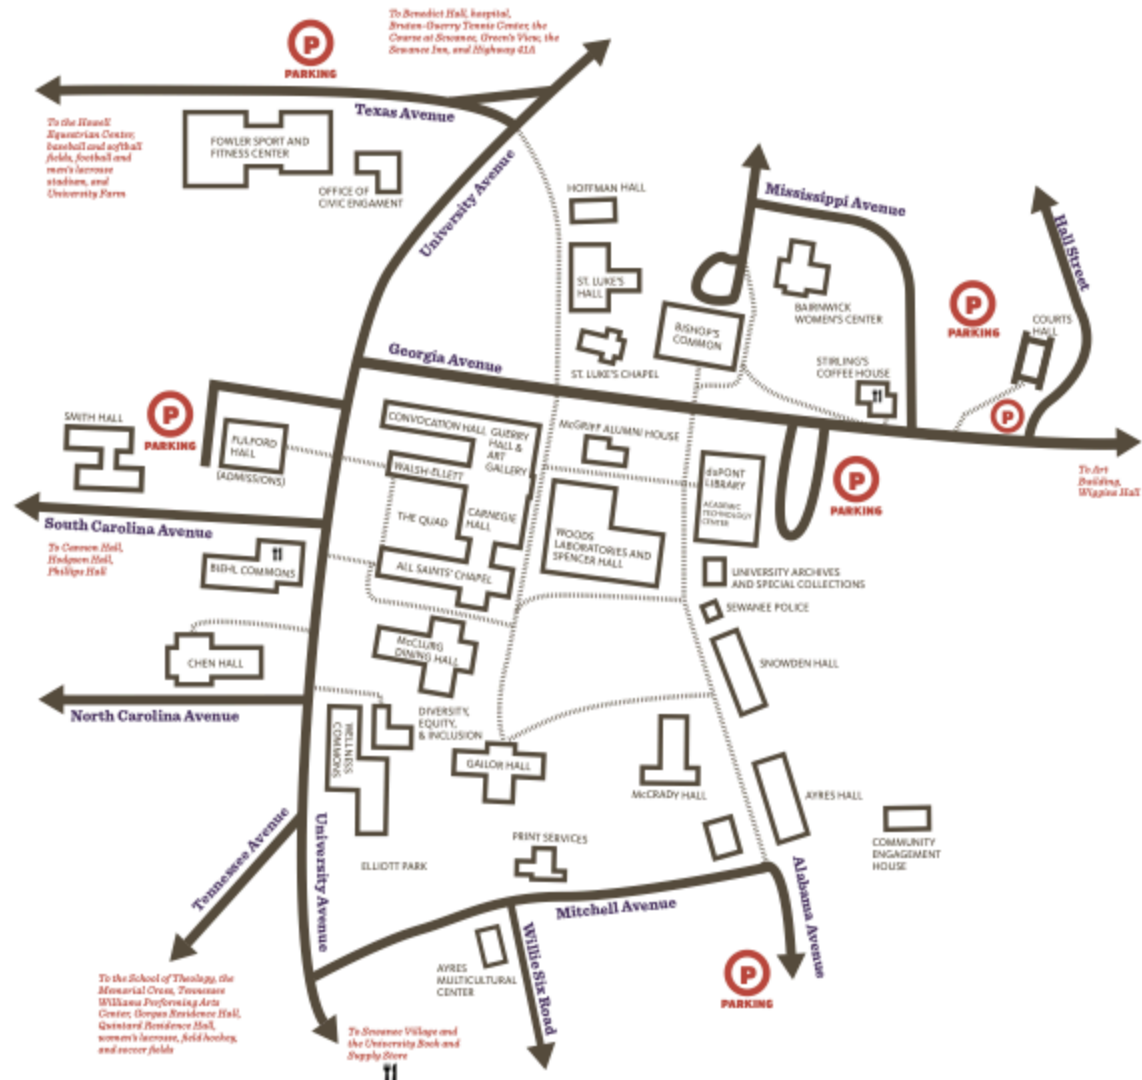 To Benedict Hall, hospital,
Bruton-Guerry Tennis Center, the
Course at Sewanee, Green's View, the
Sewanee Inn, and Highway 41A
P
PARKING
Texas Avenue
To the Howell
Equestrian Center,
baseball and softball
fields, football and
men's lacrosse
stadium, and
University Farm
FOWLER SPORT AND
FITNESS CENTER
OFFICE OF
CIVIC ENGAMENT
University Avenue
HOFFMAN HALL
ST. LUKE'S
HALL
ST. LUKE'S CHAPEL
BISHOP'S
COMMON
Mississippi Avenue
BAIRNWICK
WOMEN'S CENTER
STIRLING'S
COFFEE HOUSE
Hall Street
P
PARKING
COURTS
HALL
P
Georgia Avenue
SMITH HALL
P
PARKING
FULFORD
HALL
(ADMISSIONS)
CONVOCATION HALL
GUERRY
HALL &
ART
GALLERY
WALSH-ELLETT
THE QUAD
CARNEGIE
HALL
ALL SAINTS' CHAPEL
McGRIFF ALUMNI HOUSE
WOODS
LABORATORIES AND
SPENCER HALL
duPONT
LIBRARY
ACADEMIC
TECHNOLOGY
CENTER
P
PARKING
To Art
Building,
Wiggins Hall
South Carolina Avenue
To Cannon Hall,
Hodgson Hall,
Phillips Hall
BIEHL COMMONS
UNIVERSITY ARCHIVES
AND SPECIAL COLLECTIONS
SEWANEE POLICE
CHEN HALL
McCLURG
DINING HALL
SNOWDEN HALL
North Carolina Avenue
WELLNESS
COMMONS
DIVERSITY,
EQUITY,
& INCLUSION
GAILOR HALL
McCRADY HALL
AYRES HALL
COMMUNITY
ENGAGEMENT
HOUSE
Tennessee Avenue
University Avenue
ELLIOTT PARK
PRINT SERVICES
Mitchell Avenue
Alabama Avenue
AYRES
MULTICULTURAL
CENTER
Willie Six Road
P
PARKING
To the School of Theology, the
Memorial Cross, Tennessee
Williams Performing Arts
Center, Gorgas Residence Hall,
Quintard Residence Hall,
women's lacrosse, field hockey,
and soccer fields
To Sewanee Village and
the University Book and
Supply Store